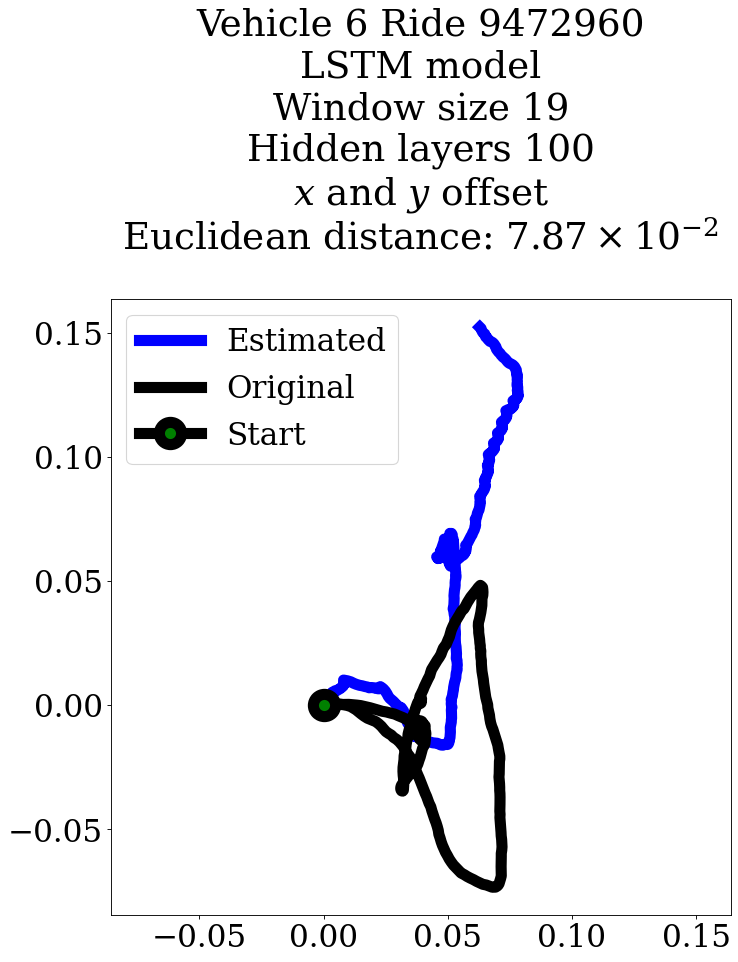 Vehicle 6 Ride 9472960
LSTM model
Window size 19
Hidden layers 100
x and y offset
Euclidean distance: 7.87 × 10⁻²
Estimated
Original
Start
0.15
0.10
0.05
0.00
−0.05
−0.05 0.00 0.05 0.10 0.15